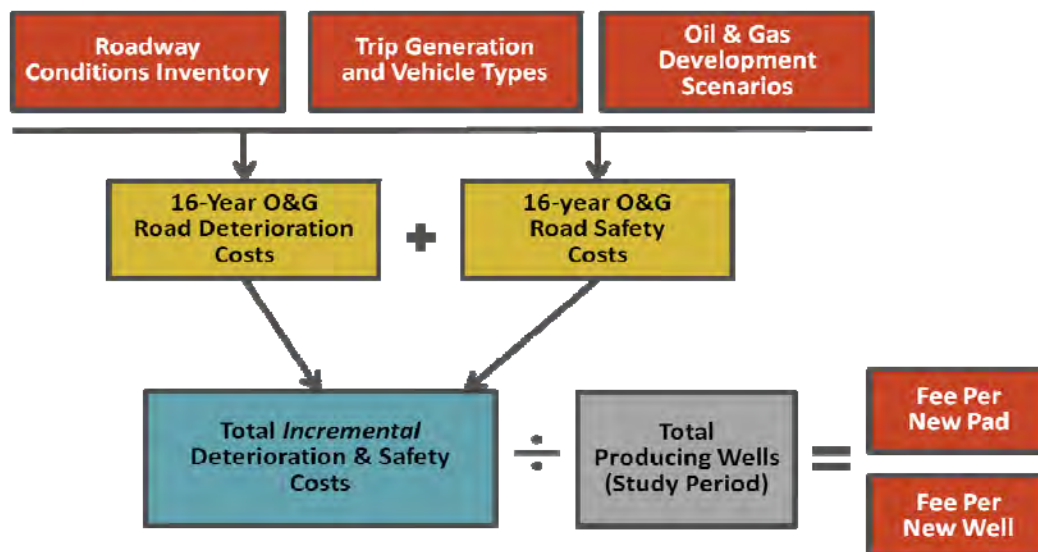 Roadway
Conditions Inventory
Trip Generation
and Vehicle Types
Oil & Gas
Development
Scenarios
16-Year O&G
Road Deterioration
Costs
+
16-year O&G
Road Safety
Costs
Total Incremental
Deterioration & Safety
Costs
÷
Total
Producing Wells
(Study Period)
=
Fee Per
New Pad
Fee Per
New Well